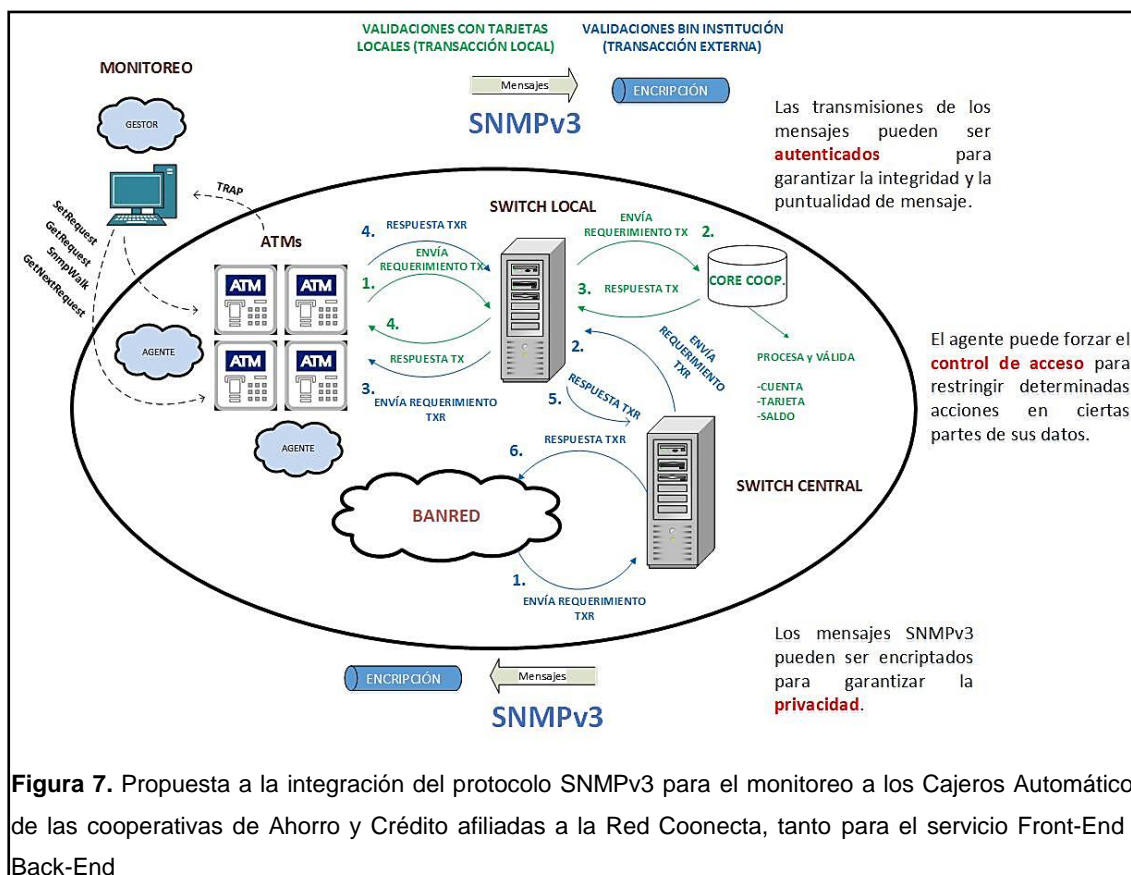 VALIDACIONES CON TARJETAS
LOCALES (TRANSACCIÓN LOCAL)
VALIDACIONES BIN INSTITUCIÓN
(TRANSACCIÓN EXTERNA)
MONITOREO
Mensajes
ENCRIPCIÓN
SNMPv3
GESTOR
Las transmisiones de los
mensajes pueden ser
autenticados para
garantizar la integridad y la
puntualidad de mensaje.
TRAP
SetRequest
GetRequest
SnmpWalk
GetNextRequest
ATMs
4. RESPUESTA TXR
SWITCH LOCAL
ENVÍA
REQUERIMIENTO TX
2.
ENVÍA
REQUERIMIENTO TX
1.
ATM
ATM
3.
RESPUESTA TX
CORE COOP.
4.
AGENTE
ATM
ATM
RESPUESTA TX
3.
ENVÍA REQUERIMIENTO
TXR
2.
ENVÍA
REQUERIMIENTO
TXR
PROCESA y VÁLIDA
-CUENTA
-TARJETA
-SALDO
El agente puede forzar el
control de acceso para
restringir determinadas
acciones en ciertas
partes de sus datos.
5.
RESPUESTA TXR
AGENTE
6.
RESPUESTA TXR
SWITCH CENTRAL
BANRED
1.
ENVÍA REQUERIMIENTO
TXR
Los mensajes SNMPv3
pueden ser encriptados
para garantizar la
privacidad.
ENCRIPCIÓN
Mensajes
SNMPv3
Figura 7. Propuesta a la integración del protocolo SNMPv3 para el monitoreo a los Cajeros Automático
de las cooperativas de Ahorro y Crédito afiliadas a la Red Coonecta, tanto para el servicio Front-End
Back-End